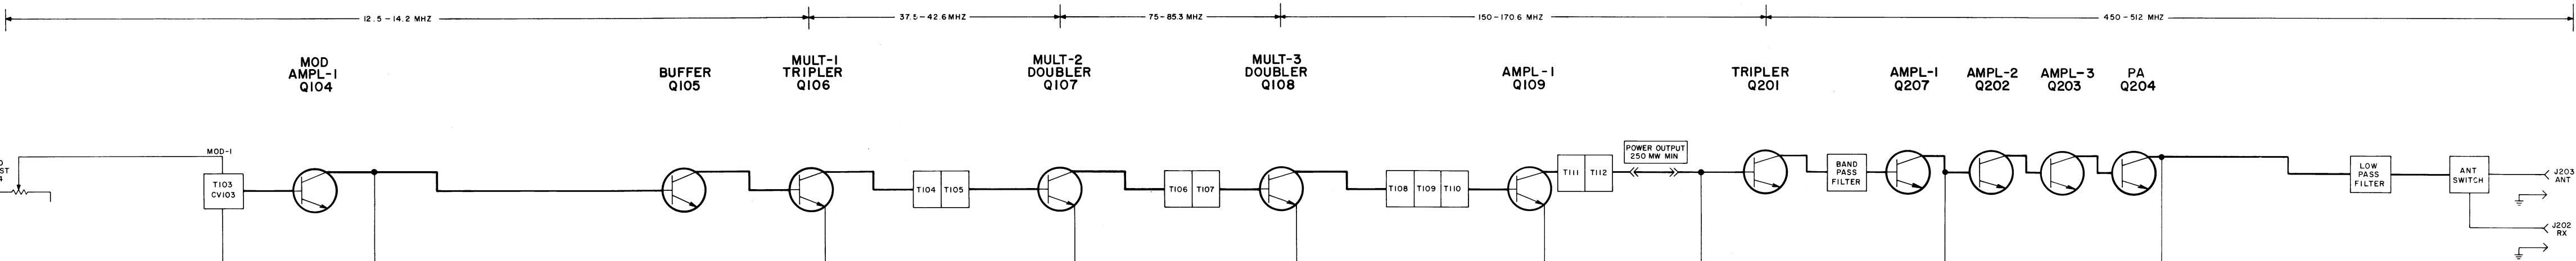 12.5 - 14.2 MHZ
37.5 - 42.6 MHZ
75 - 85.3 MHZ
150 - 170.6 MHZ
450 - 512 MHZ
MOD
AMPL-1
Q104
BUFFER
Q105
MULT-1
TRIPLER
Q106
MULT-2
DOUBLER
Q107
MULT-3
DOUBLER
Q108
AMPL-1
Q109
TRIPLER
Q201
AMPL-1
Q207
AMPL-2
Q202
AMPL-3
Q203
PA
Q204
MOD-1
T103
CV103
T104 T105
T106 T107
T108 T109 T110
T111 T112
POWER OUTPUT
250 MW MIN
BAND
PASS
FILTER
LOW
PASS
FILTER
ANT
SWITCH
J203
ANT
J202
RX